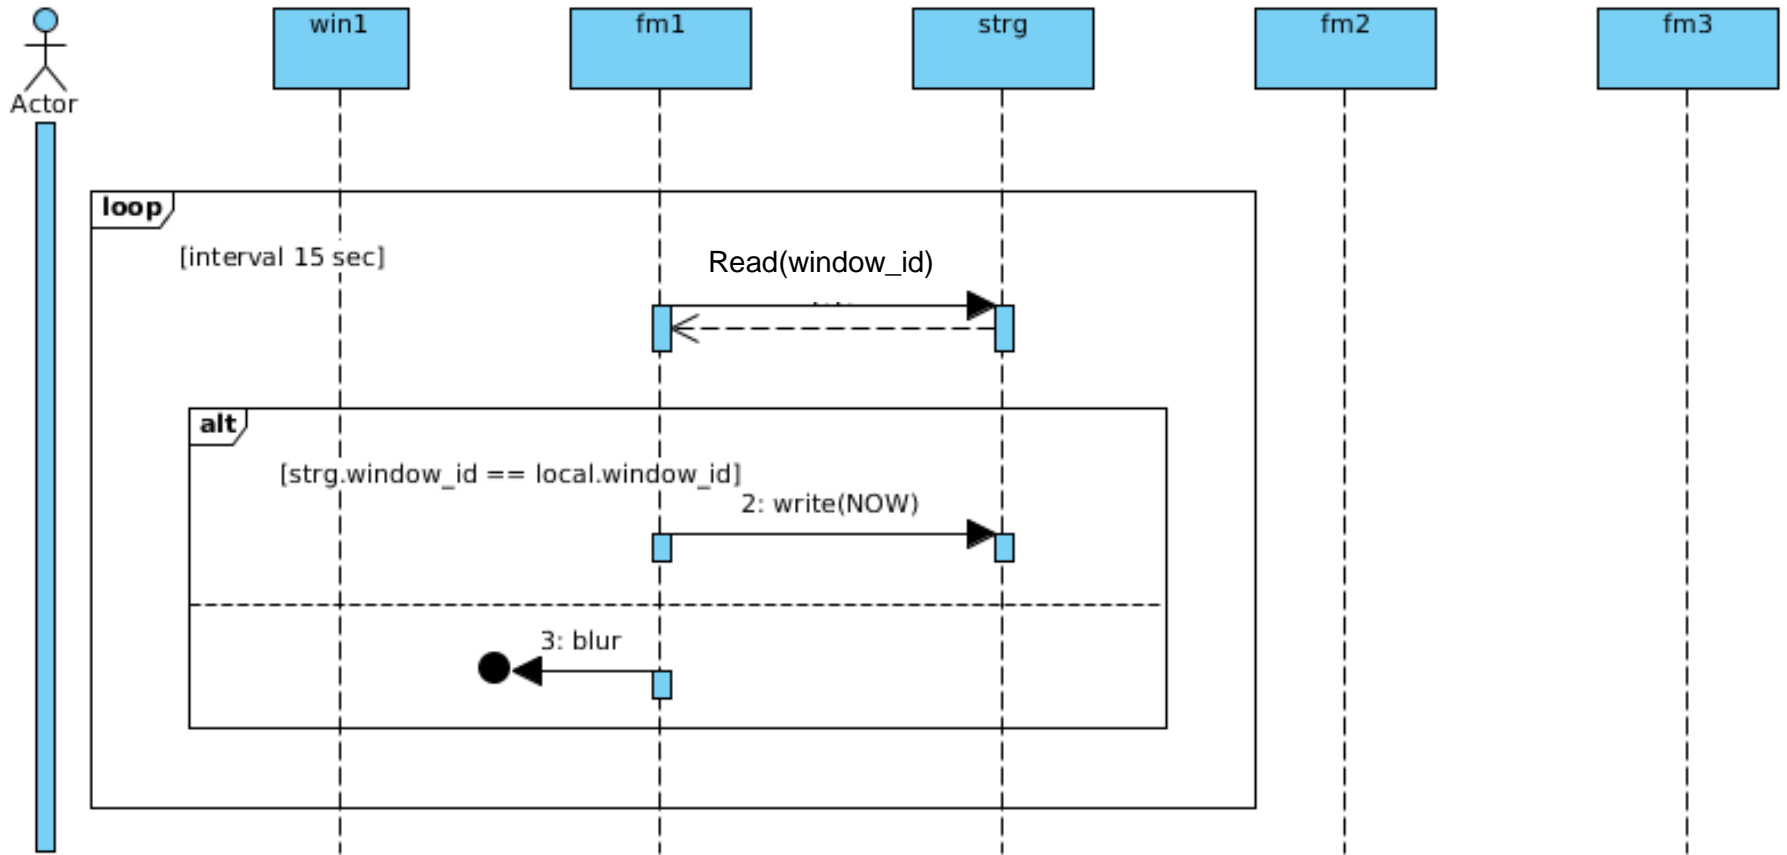 win1
fm1
strg
fm2
fm3
Actor
loop
[interval 15 sec]
Read(window_id)
alt
[strg.window_id == local.window_id]
2: write(NOW)
3: blur